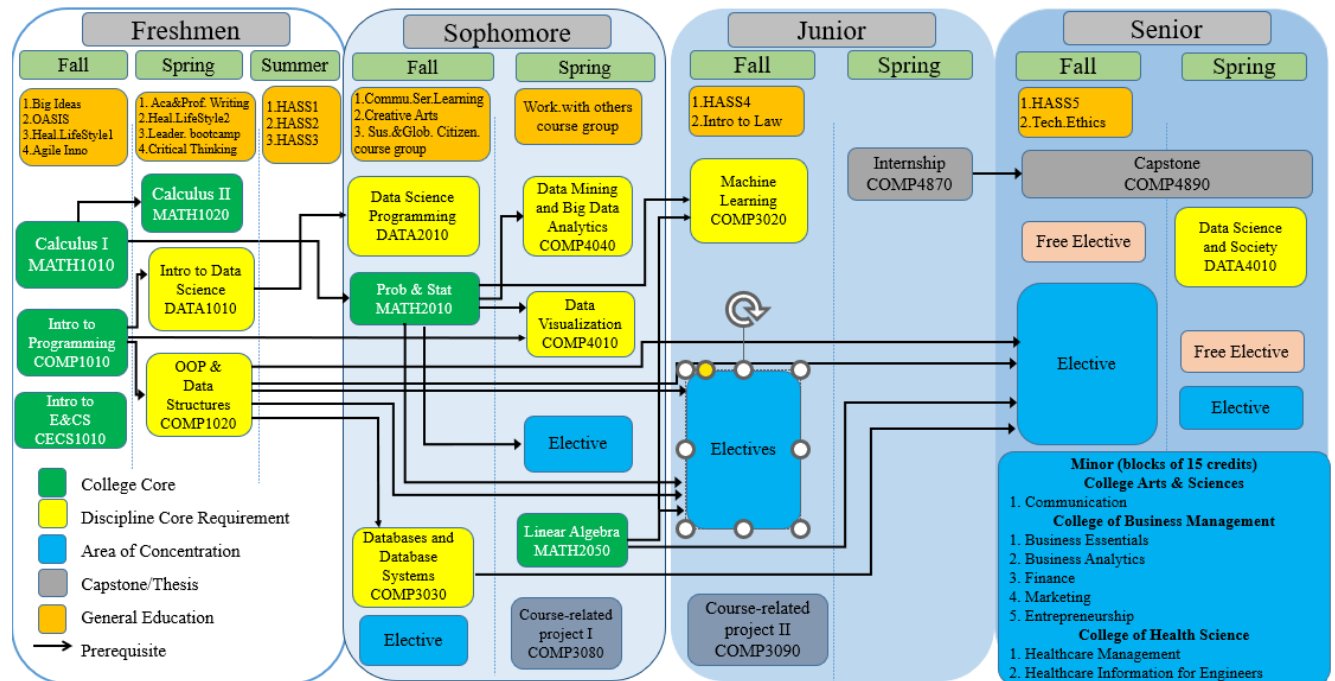 Freshmen
Fall
Spring
Summer
1.Big Ideas
2.OASIS
3.Heal.LifeStyle1
4.Agile Inno
1. Aca&Prof. Writing
2.Heal.LifeStyle2
3.Leader. bootcamp
4.Critical Thinking
1.HASS1
2.HASS2
3.HASS3
Calculus II
MATH1020
Calculus I
MATH1010
Intro to Data
Science
DATA1010
Intro to
Programming
COMP1010
OOP &
Data
Structures
COMP1020
Intro to
E&CS
CECS1010
College Core
Discipline Core Requirement
Area of Concentration
Capstone/Thesis
General Education
Prerequisite
Sophomore
Fall
Spring
1.Commu.Ser.Learning
2.Creative Arts
3. Sus.&Glob. Citizen.
course group
Work.with others
course group
Data Science
Programming
DATA2010
Data Mining
and Big Data
Analytics
COMP4040
Prob & Stat
MATH2010
Data
Visualization
COMP4010
Elective
Databases and
Database
Systems
COMP3030
Linear Algebra
MATH2050
Elective
Course-related
project I
COMP3080
Junior
Fall
Spring
1.HASS4
2.Intro to Law
Machine
Learning
COMP3020
Internship
COMP4870
Electives
Course-related
project II
COMP3090
Senior
Fall
Spring
1.HASS5
2.Tech.Ethics
Capstone
COMP4890
Free Elective
Data Science
and Society
DATA4010
Elective
Free Elective
Elective
Minor (blocks of 15 credits)
College Arts & Sciences
1. Communication
College of Business Management
1. Business Essentials
2. Business Analytics
3. Finance
4. Marketing
5. Entrepreneurship
College of Health Science
1. Healthcare Management
2. Healthcare Information for Engineers